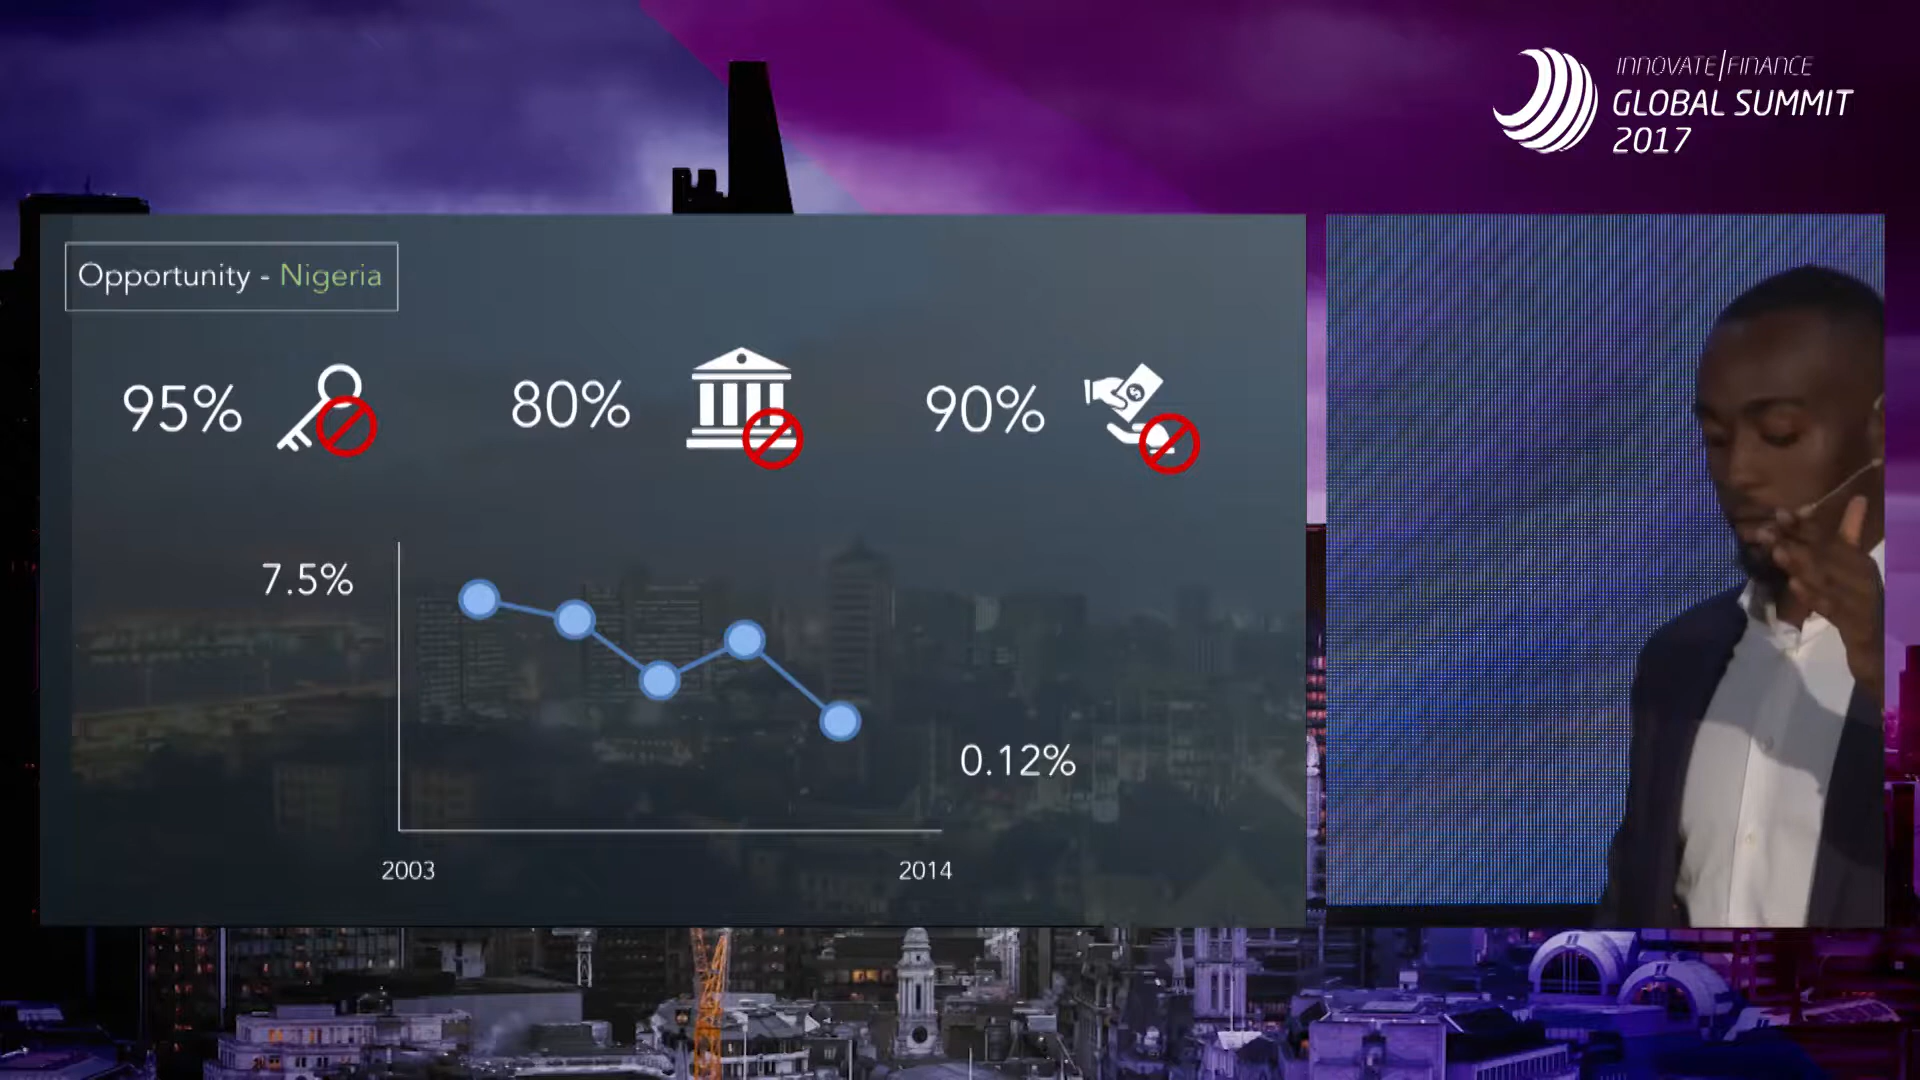 INNOVATE|FINANCE
GLOBAL SUMMIT
2017
Opportunity - Nigeria
95%
80%
90%
7.5%
0.12%
2003
2014